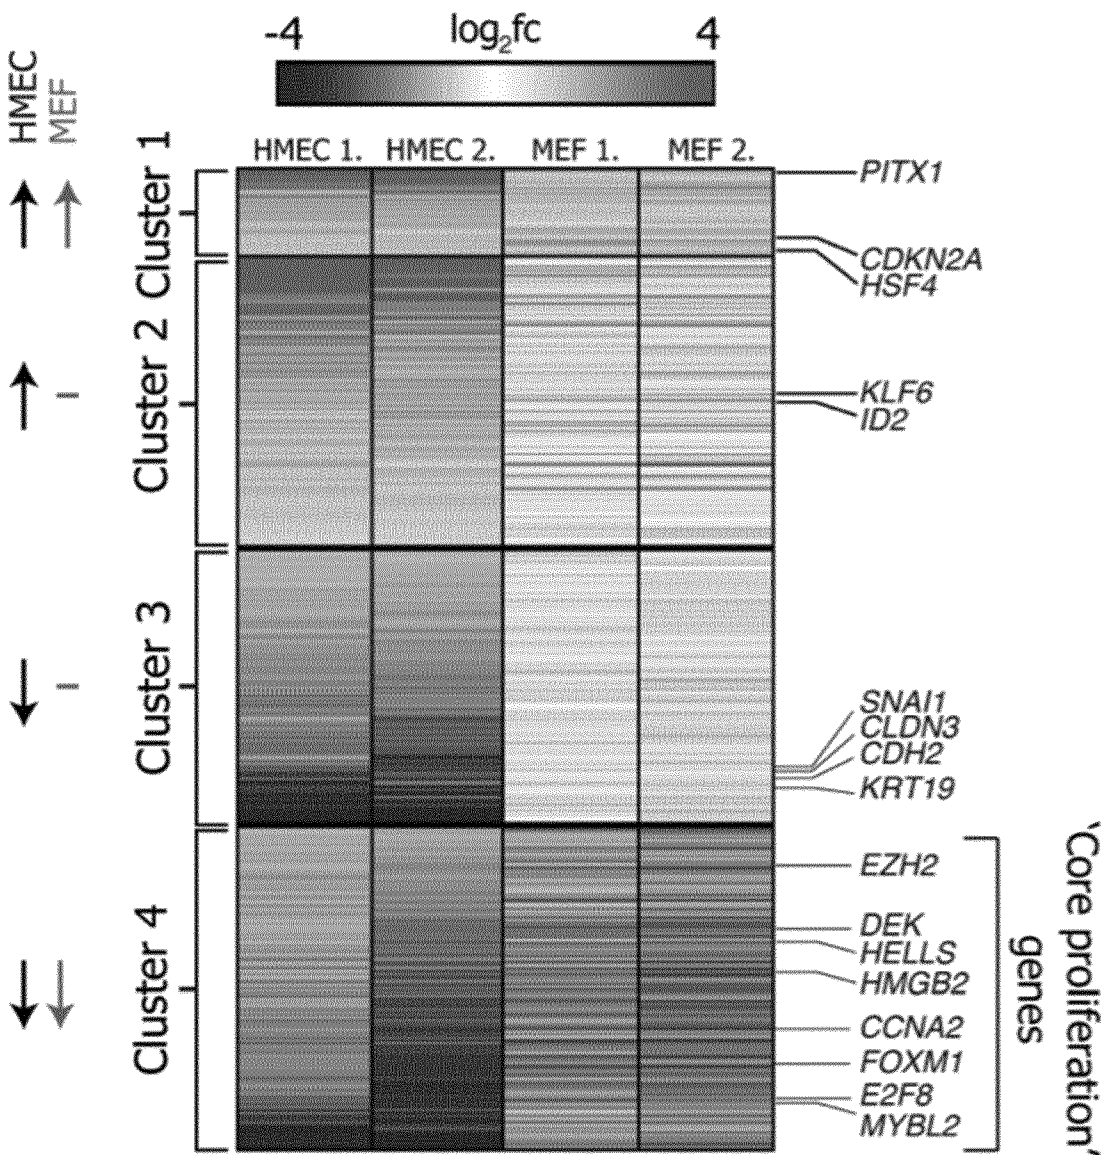 -4 log2fc 4
HMEC
MEF
HMEC 1. HMEC 2. MEF 1. MEF 2.
Cluster 1
PITX1
CDKN2A
HSF4
Cluster 2
KLF6
ID2
Cluster 3
SNAI1
CLDN3
CDH2
KRT19
Cluster 4
EZH2
DEK
HELLS
HMGB2
CCNA2
FOXM1
E2F8
MYBL2
'Core proliferation'
genes